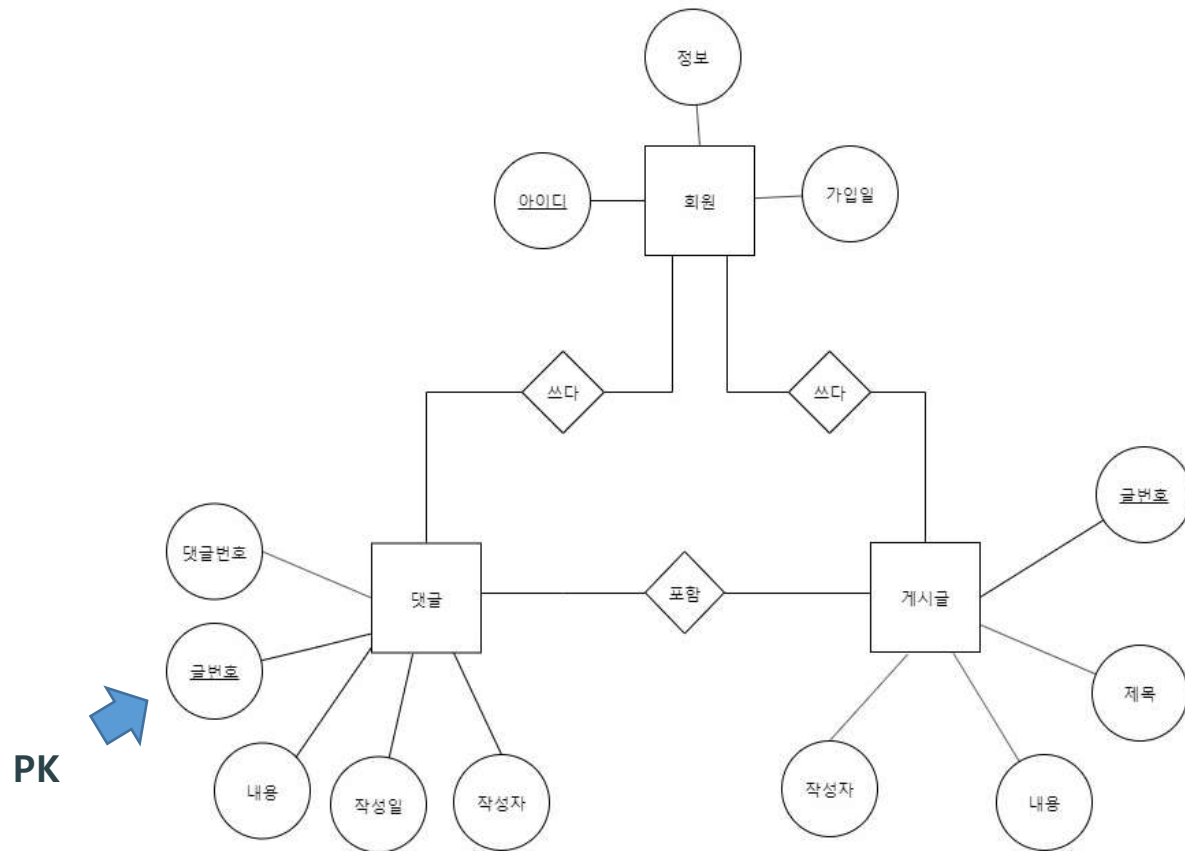 정보
아이디
회원
가입일
쓰다
쓰다
글번호
댓글번호
댓글
포함
게시글
글번호
제목
PK
내용
작성일
작성자
작성자
내용